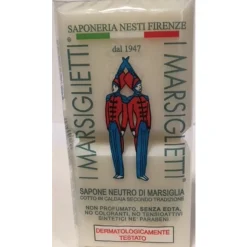 SAPONERIA NESTI FIRENZE
dal 1947
I MARSIGLIETTI
I MARSIGLIETTI
SAPONE NEUTRO DI MARSIGLIA
COTTO IN CALDAIA SECONDO TRADIZIONE
NON PROFUMATO, SENZA EDTA,
NO COLORANTI, NO TENSIOATTIVI
SINTETICI NE' PARABENI
DERMATOLOGICAMENTE
TESTATO